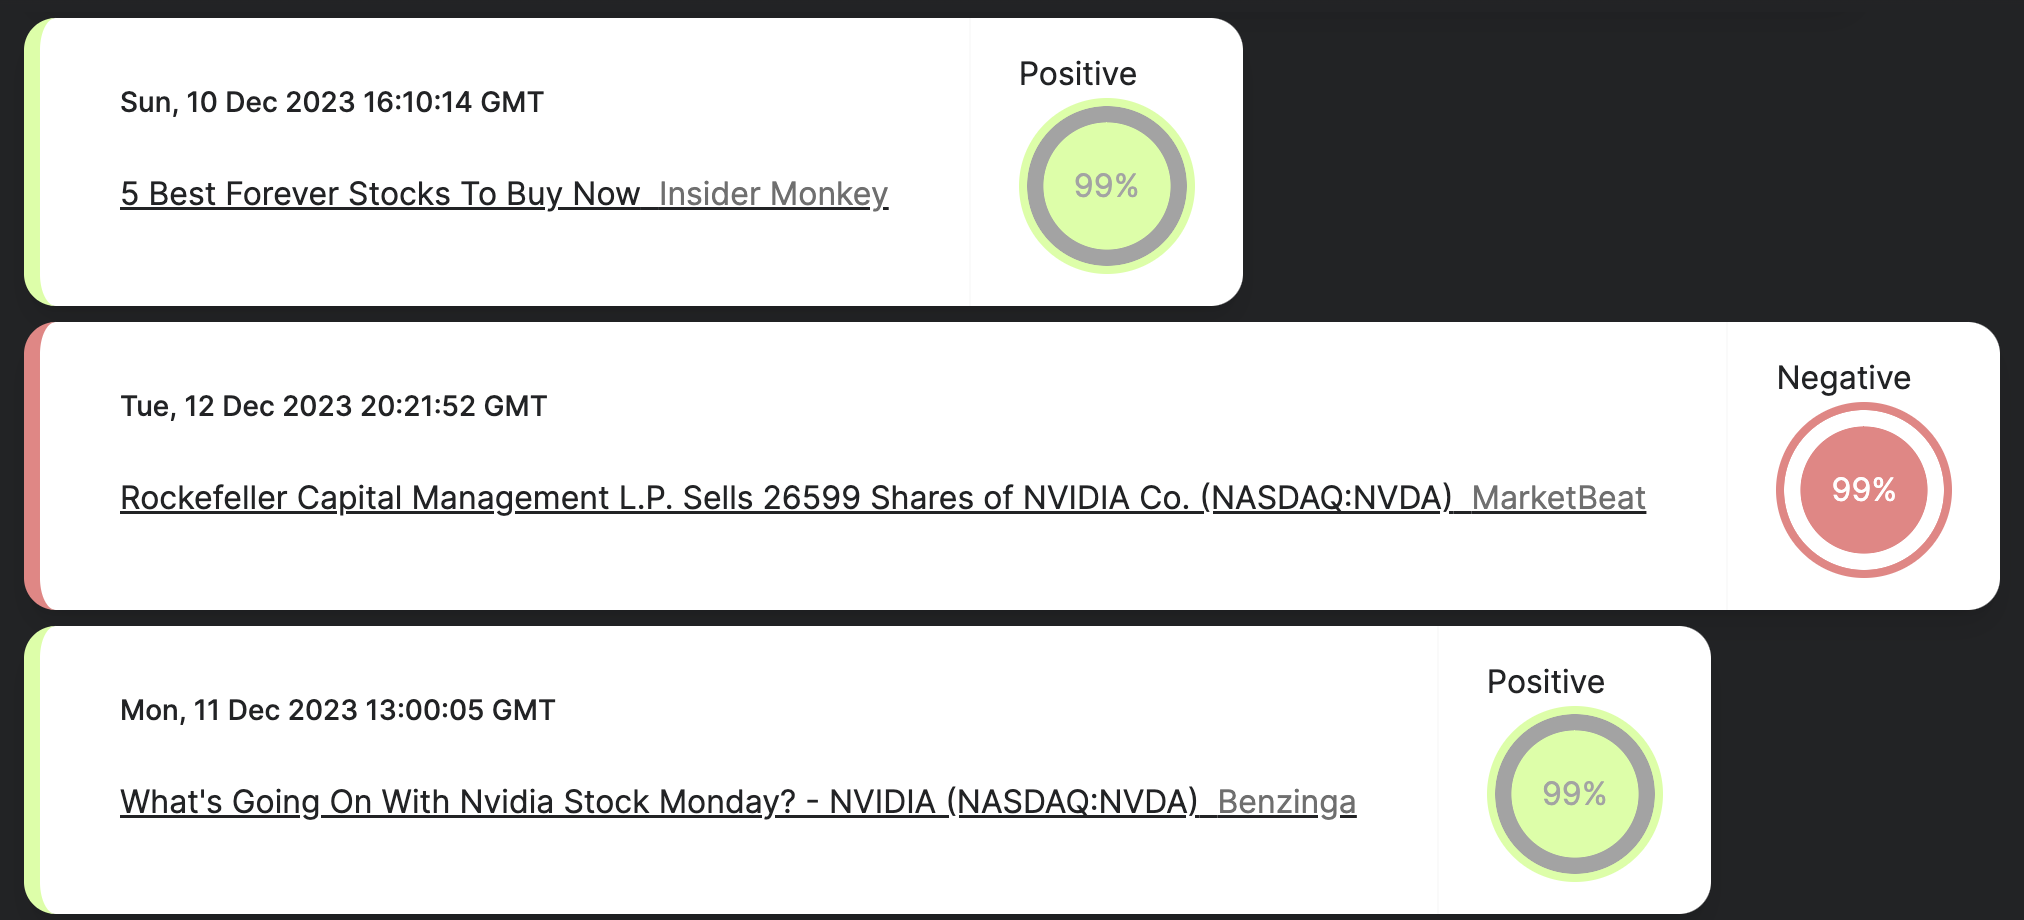 Positive
Sun, 10 Dec 2023 16:10:14 GMT
99%
5 Best Forever Stocks To Buy Now  Insider Monkey
Negative
Tue, 12 Dec 2023 20:21:52 GMT
99%
Rockefeller Capital Management L.P. Sells 26599 Shares of NVIDIA Co. (NASDAQ:NVDA)  MarketBeat
Positive
Mon, 11 Dec 2023 13:00:05 GMT
99%
What's Going On With Nvidia Stock Monday? - NVIDIA (NASDAQ:NVDA)  Benzinga